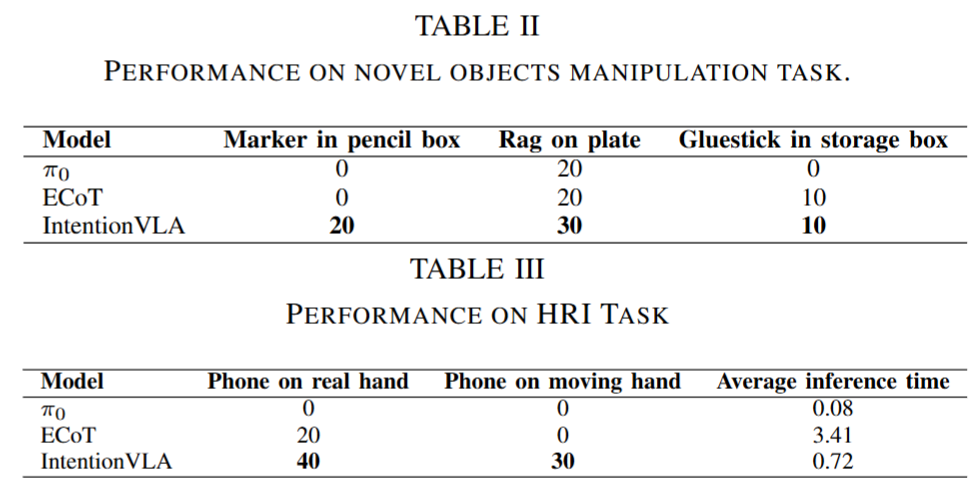 TABLE II
PERFORMANCE ON NOVEL OBJECTS MANIPULATION TASK.
Model Marker in pencil box Rag on plate Gluestick in storage box
π0 0 20 0
ECoT 0 20 10
IntentionVLA 20 30 10
TABLE III
PERFORMANCE ON HRI TASK
Model Phone on real hand Phone on moving hand Average inference time
π0 0 0 0.08
ECoT 20 0 3.41
IntentionVLA 40 30 0.72